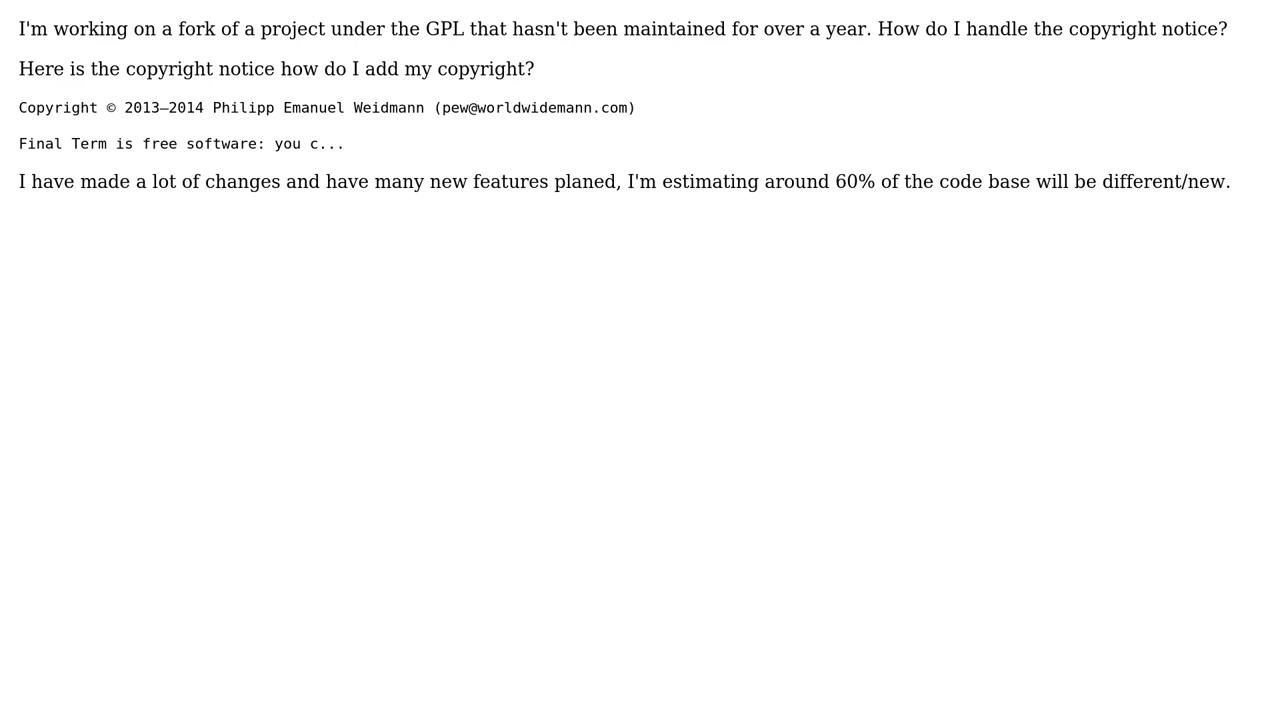 I'm working on a fork of a project under the GPL that hasn't been maintained for over a year. How do I handle the copyright notice?
Here is the copyright notice how do I add my copyright?
Copyright © 2013–2014 Philipp Emanuel Weidmann (pew@worldwidemann.com)
Final Term is free software: you c...
I have made a lot of changes and have many new features planed, I'm estimating around 60% of the code base will be different/new.